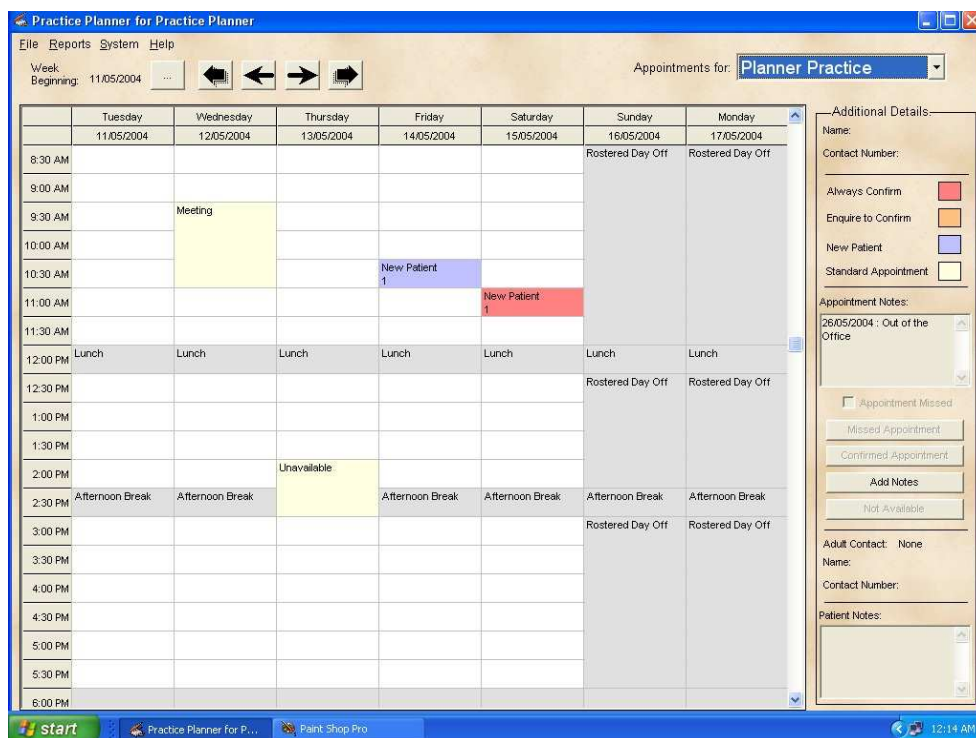 Practice Planner for Practice Planner
File Reports System Help
Week
Beginning: 11/05/2004 ...
Appointments for: Planner Practice
Tuesday Wednesday Thursday Friday Saturday Sunday Monday
11/05/2004 12/05/2004 13/05/2004 14/05/2004 15/05/2004 16/05/2004 17/05/2004
8:30 AM Rostered Day Off Rostered Day Off
9:00 AM
9:30 AM Meeting
10:00 AM
10:30 AM New Patient
1
11:00 AM New Patient
1
11:30 AM
12:00 PM Lunch Lunch Lunch Lunch Lunch Lunch Lunch
12:30 PM Rostered Day Off Rostered Day Off
1:00 PM
1:30 PM
2:00 PM Unavailable
2:30 PM Afternoon Break Afternoon Break Afternoon Break Afternoon Break Afternoon Break Afternoon Break
3:00 PM Rostered Day Off Rostered Day Off
3:30 PM
4:00 PM
4:30 PM
5:00 PM
5:30 PM
6:00 PM
Additional Details:
Name:
Contact Number:
Always Confirm
Enquire to Confirm
New Patient
Standard Appointment
Appointment Notes:
26/05/2004 : Out of the
Office
Appointment Missed
Missed Appointment
Confirmed Appointment
Add Notes
Not Available
Adult Contact: None
Name:
Contact Number:
Patient Notes:
start Practice Planner for P... Paint Shop Pro 12:14 AM